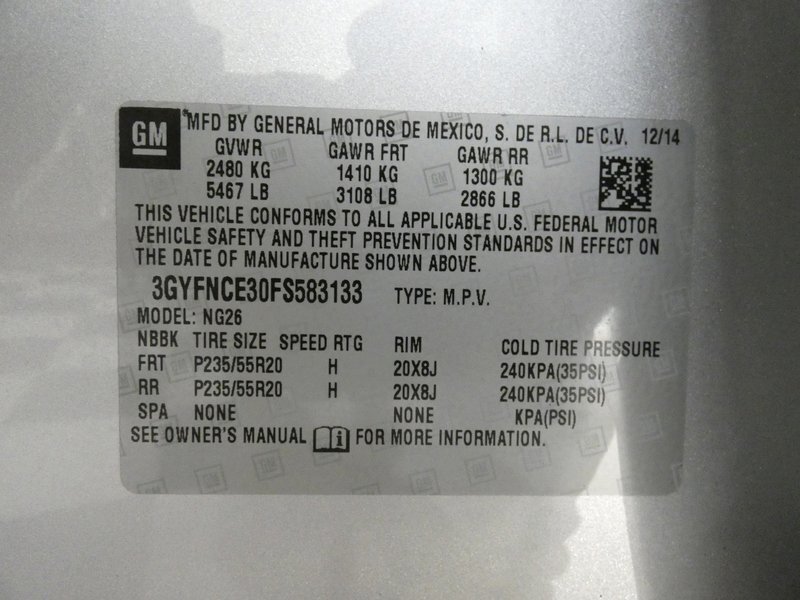 GM *MFD BY GENERAL MOTORS DE MEXICO, S. DE R.L. DE C.V. 12/14
GVWR GAWR FRT GAWR RR
2480 KG 1410 KG 1300 KG
5467 LB 3108 LB 2866 LB
THIS VEHICLE CONFORMS TO ALL APPLICABLE U.S. FEDERAL MOTOR
VEHICLE SAFETY AND THEFT PREVENTION STANDARDS IN EFFECT ON
THE DATE OF MANUFACTURE SHOWN ABOVE.
3GYFNCE30FS583133 TYPE: M.P.V.
MODEL: NG26
NBBK TIRE SIZE SPEED RTG RIM COLD TIRE PRESSURE
FRT P235/55R20 H 20X8J 240KPA(35PSI)
RR P235/55R20 H 20X8J 240KPA(35PSI)
SPA NONE NONE KPA(PSI)
SEE OWNER'S MANUAL i FOR MORE INFORMATION.